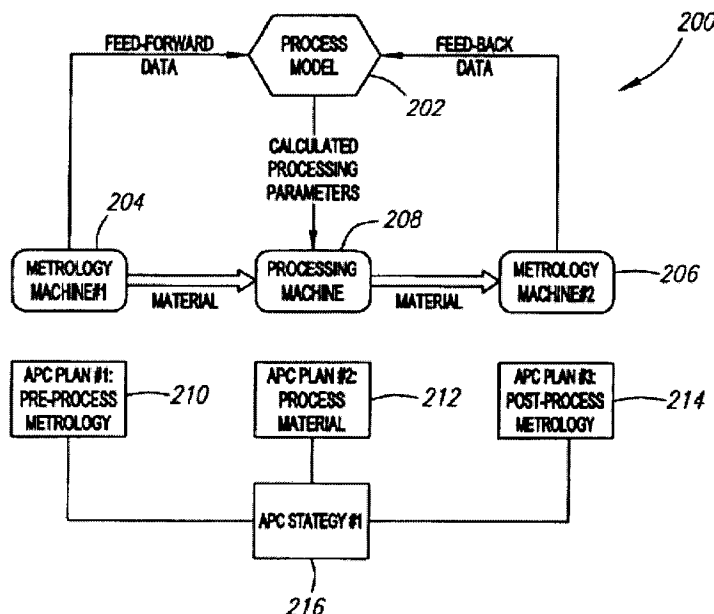 200
FEED-FORWARD
DATA
PROCESS
MODEL
FEED-BACK
DATA
202
CALCULATED
PROCESSING
PARAMETERS
204
208
METROLOGY
MACHINE#1
MATERIAL
PROCESSING
MACHINE
MATERIAL
METROLOGY
MACHINE#2
206
APC PLAN #1:
PRE-PROCESS
METROLOGY
210
APC PLAN #2:
PROCESS
MATERIAL
212
APC PLAN #3:
POST-PROCESS
METROLOGY
214
APC STATEGY #1
216